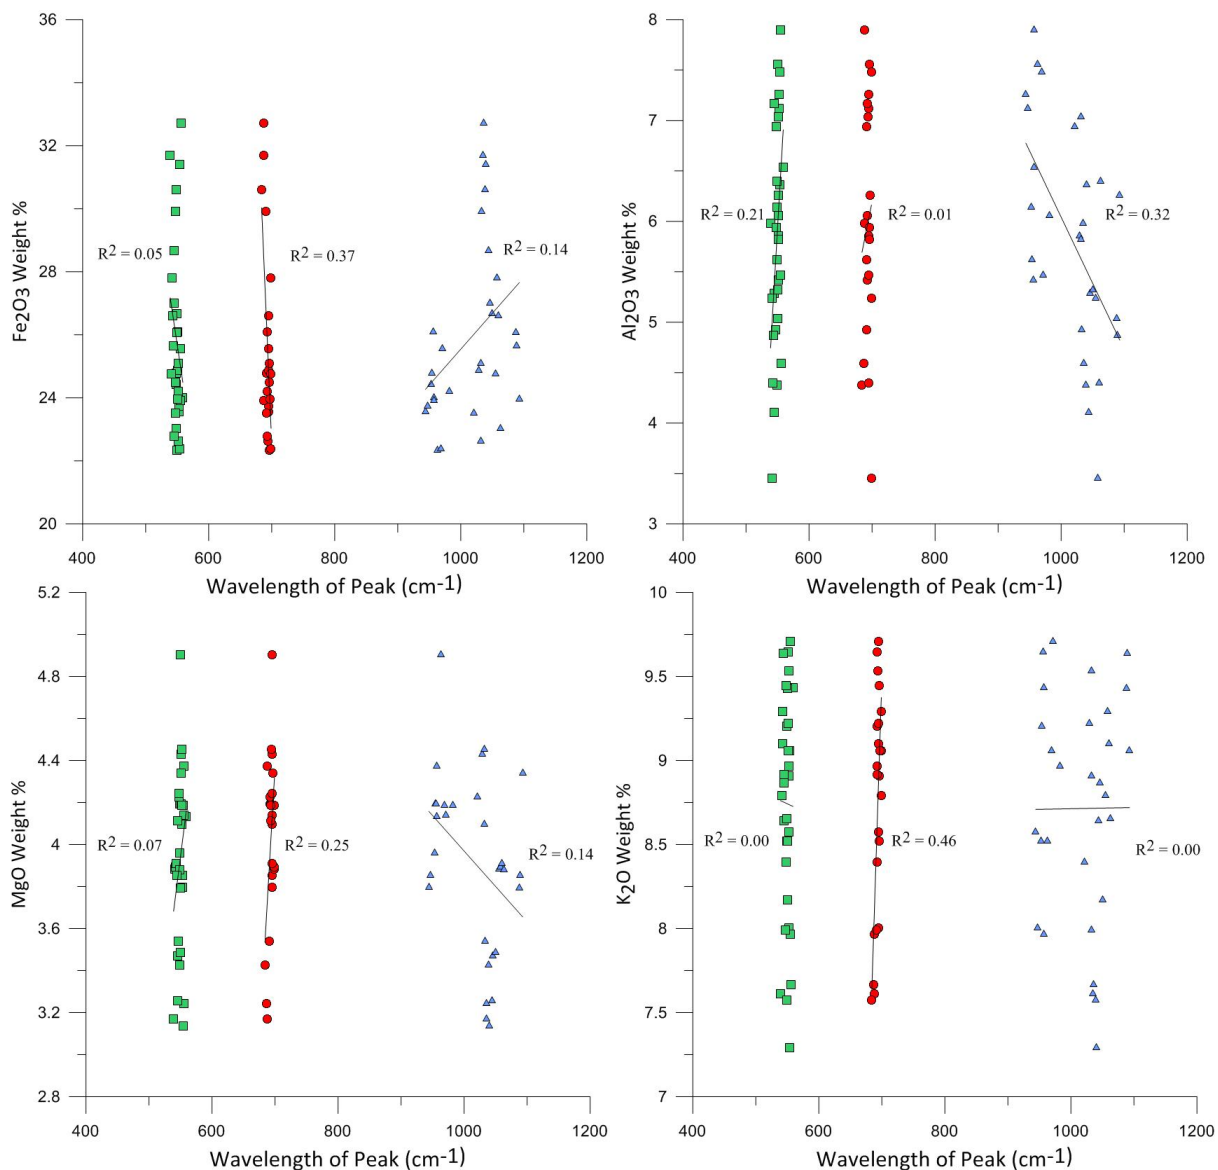 36
32
28
24
20
Fe2O3 Weight %
R2 = 0.05
R2 = 0.37
R2 = 0.14
400
600
800
1000
1200
Wavelength of Peak (cm-1)
8
7
6
5
4
3
Al2O3 Weight %
R2 = 0.21
R2 = 0.01
R2 = 0.32
400
600
800
1000
1200
Wavelength of Peak (cm-1)
5.2
4.8
4.4
4
3.6
3.2
2.8
MgO Weight %
R2 = 0.07
R2 = 0.25
R2 = 0.14
400
600
800
1000
1200
Wavelength of Peak (cm-1)
10
9.5
9
8.5
8
7.5
7
K2O Weight %
R2 = 0.00
R2 = 0.46
R2 = 0.00
400
600
800
1000
1200
Wavelength of Peak (cm-1)